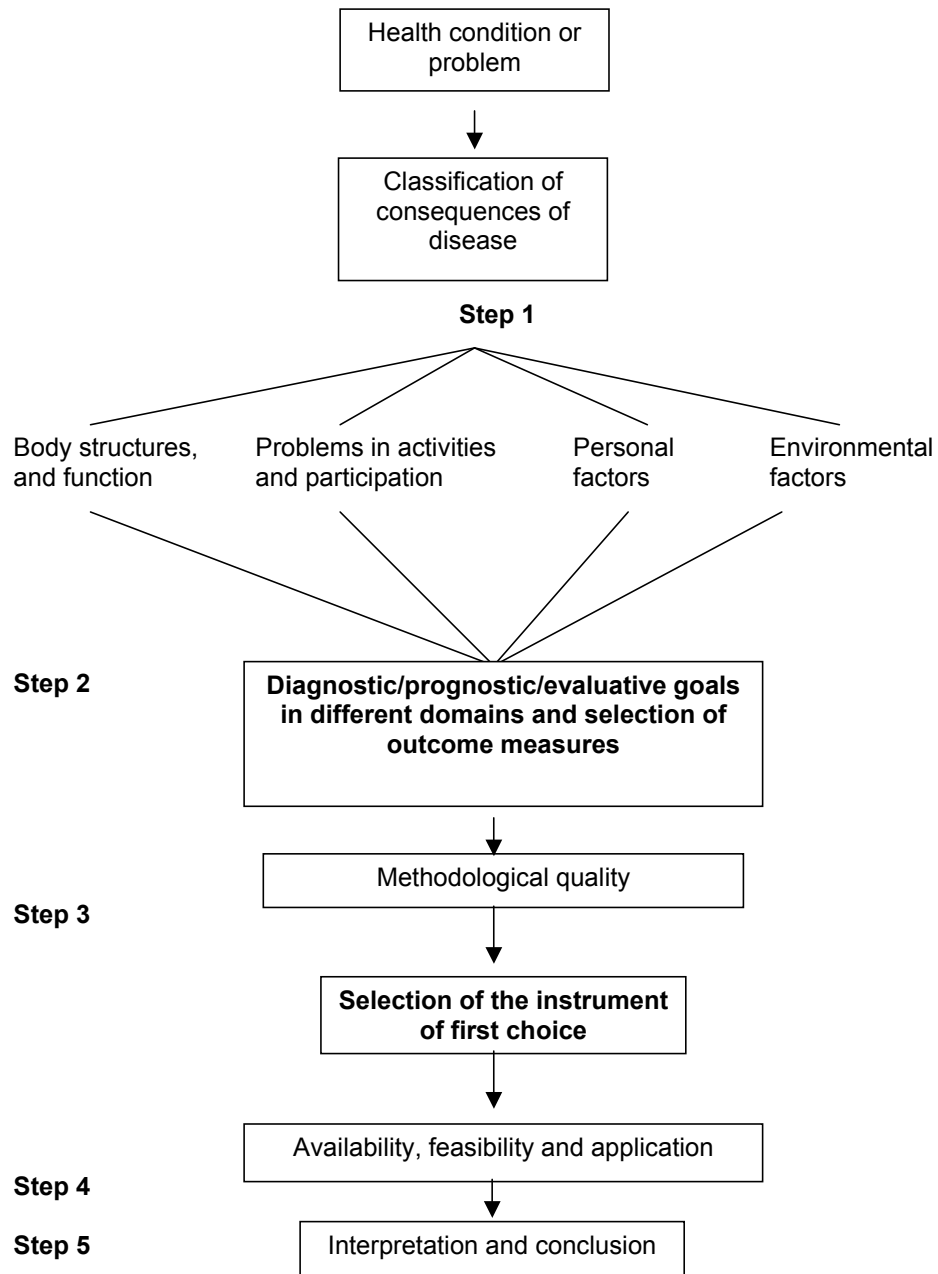 Health condition or
problem
Classification of
consequences of
disease
Step 1
Body structures,
and function
Problems in activities
and participation
Personal
factors
Environmental
factors
Step 2
Diagnostic/prognostic/evaluative goals
in different domains and selection of
outcome measures
Methodological quality
Step 3
Selection of the instrument
of first choice
Availability, feasibility and application
Step 4
Step 5
Interpretation and conclusion